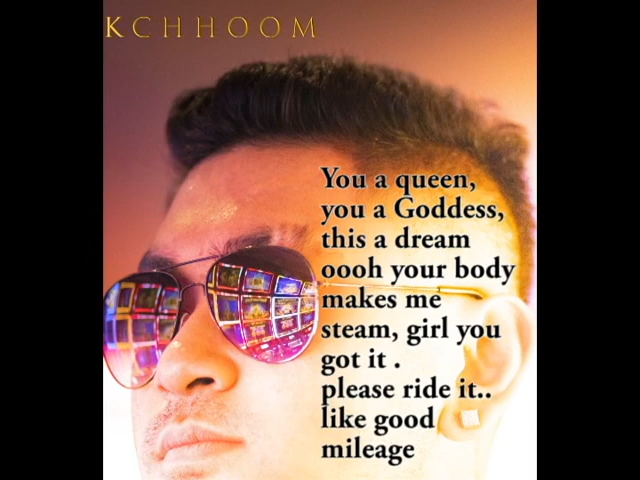 KCHHOOM
You a queen,
you a Goddess,
this a dream
oooh your body
makes me
steam, girl you
got it .
please ride it..
like good
mileage